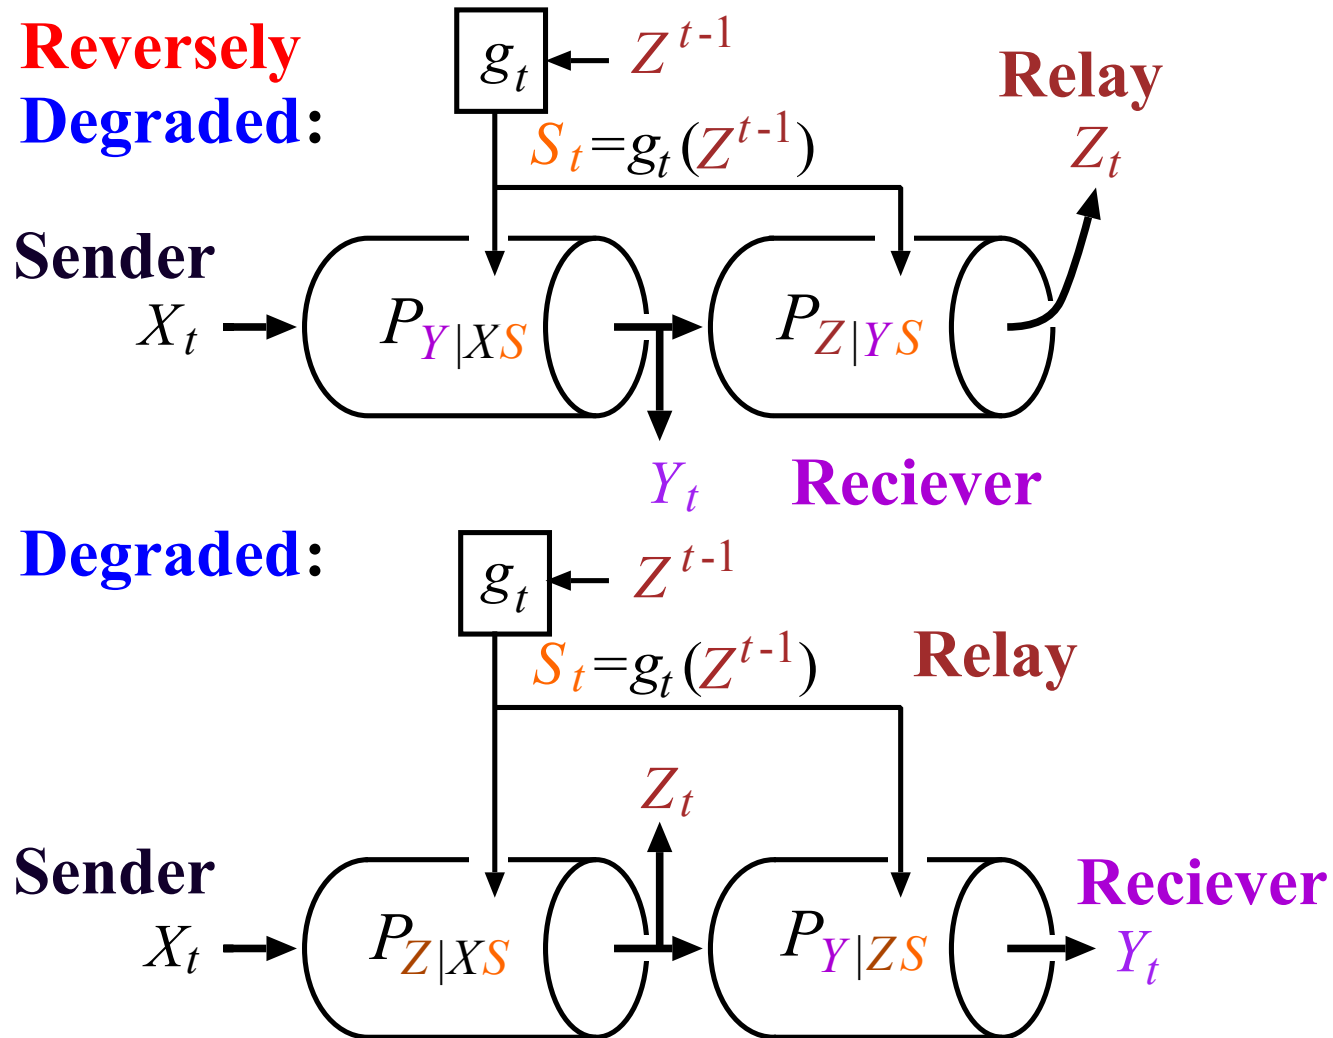 Reversely
Degraded:
g_t
Z^{t-1}
S_t=g_t(Z^{t-1})
Relay
Z_t
Sender
X_t
P_{Y|XS}
P_{Z|YS}
Y_t
Reciever
Degraded:
g_t
Z^{t-1}
S_t=g_t(Z^{t-1})
Relay
Z_t
Sender
X_t
P_{Z|XS}
P_{Y|ZS}
Reciever
Y_t